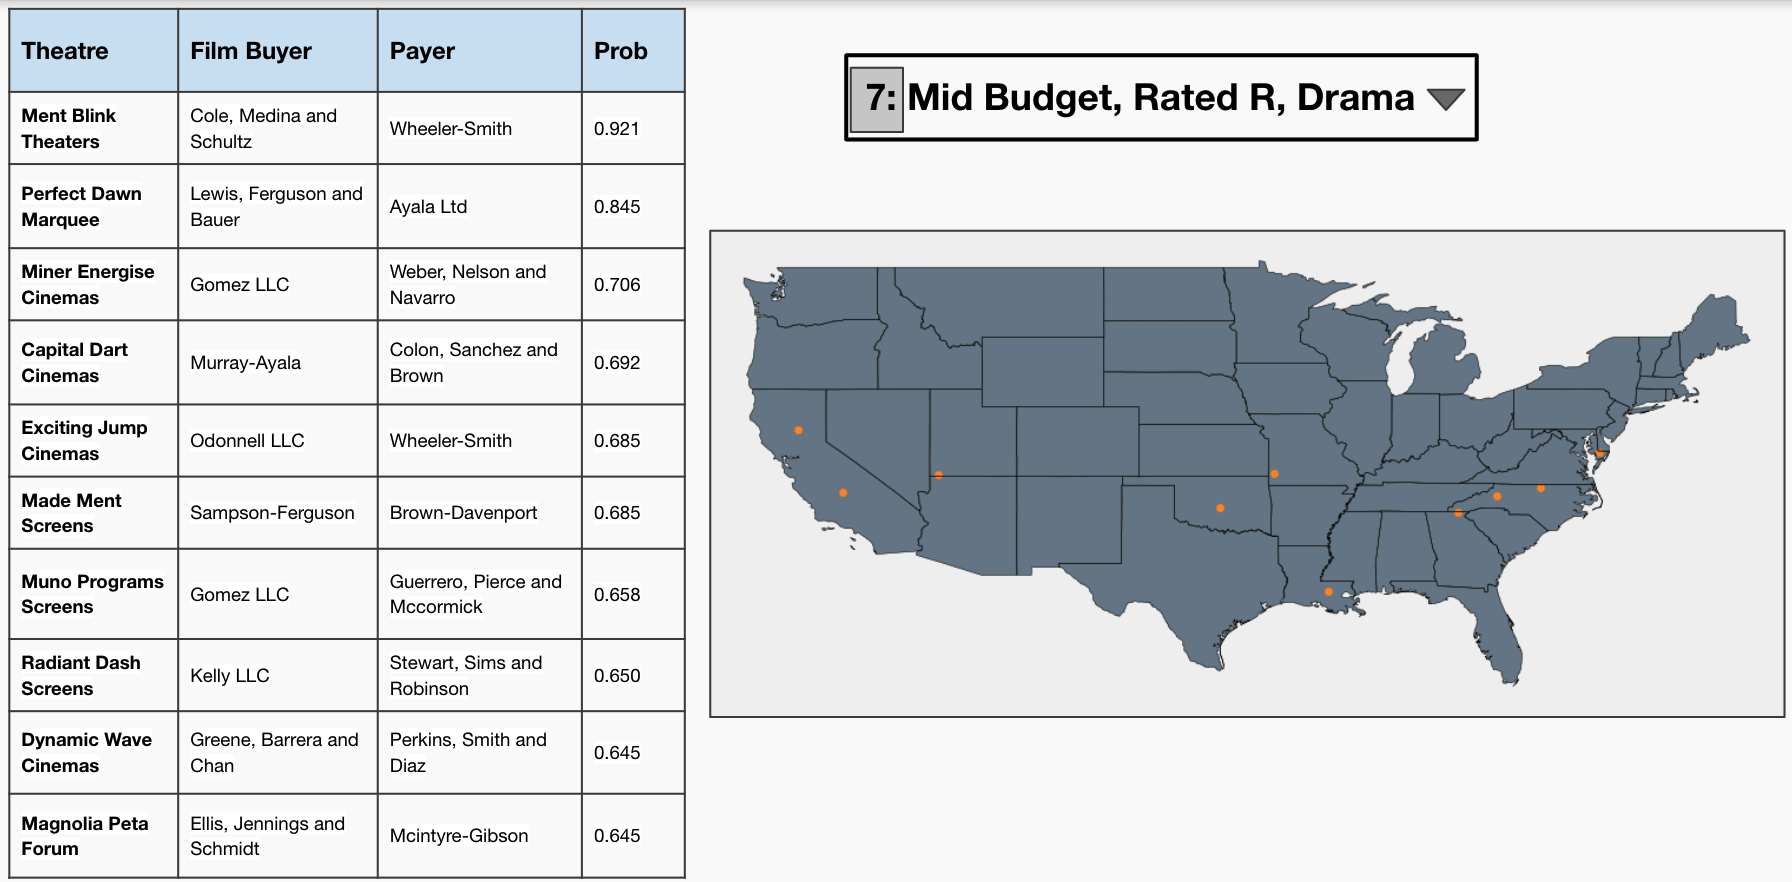 Theatre Film Buyer Payer Prob
Ment Blink
Theaters
Cole, Medina and
Schultz
Wheeler-Smith
0.921
Perfect Dawn
Marquee
Lewis, Ferguson and
Bauer
Ayala Ltd
0.845
Miner Energise
Cinemas
Gomez LLC
Weber, Nelson and
Navarro
0.706
Capital Dart
Cinemas
Murray-Ayala
Colon, Sanchez and
Brown
0.692
Exciting Jump
Cinemas
Odonnell LLC
Wheeler-Smith
0.685
Made Ment
Screens
Sampson-Ferguson
Brown-Davenport
0.685
Muno Programs
Screens
Gomez LLC
Guerrero, Pierce and
Mccormick
0.658
Radiant Dash
Screens
Kelly LLC
Stewart, Sims and
Robinson
0.650
Dynamic Wave
Cinemas
Greene, Barrera and
Chan
Perkins, Smith and
Diaz
0.645
Magnolia Peta
Forum
Ellis, Jennings and
Schmidt
Mcintyre-Gibson
0.645
7: Mid Budget, Rated R, Drama